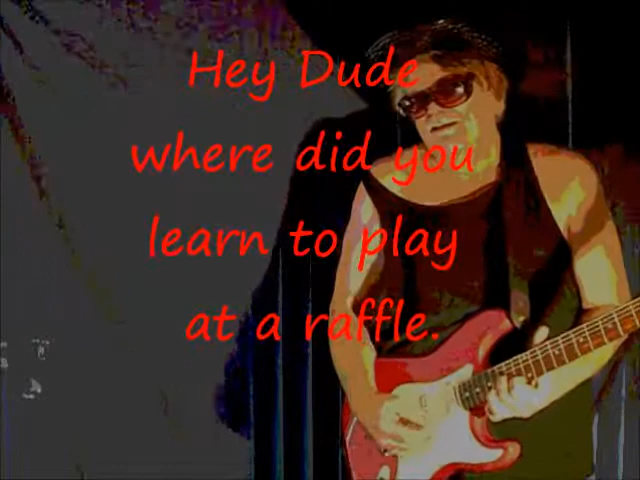 Hey Dude
where did you
learn to play
at a raffle.